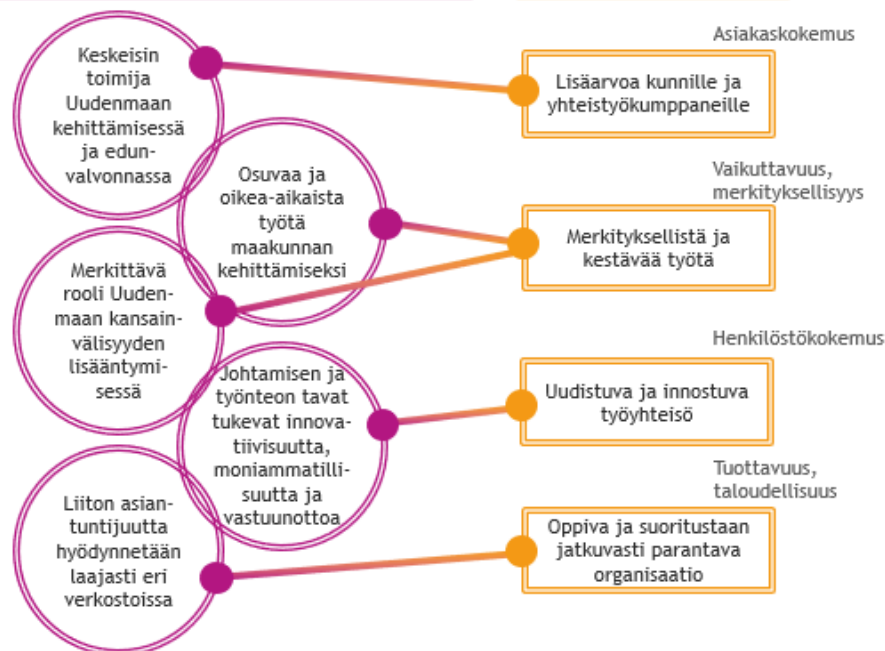 Keskeisin
toimija
Uudenmaan
kehittämisessä
ja edun-
valvonnassa
Osuvaa ja
oikea-aikaista
työtä
maakunnan
kehittämiseksi
Merkittävä
rooli Uuden-
maan kansain-
välisyyden
lisääntymi-
sessä
Johtamisen ja
työnteon tavat
tukevat innova-
tiivisuutta,
moniammatilli-
suutta ja
vastuunottoa
Liiton asian-
tuntijuutta
hyödynnetään
laajasti eri
verkostoissa
Asiakaskokemus
Lisäarvoa kunnille ja
yhteistyökumppaneille
Vaikuttavuus,
merkityksellisyys
Merkityksellistä ja
kestävää työtä
Henkilöstökokemus
Uudistuva ja innostuva
työyhteisö
Tuottavuus,
taloudellisuus
Oppiva ja suoritustaan
jatkuvasti parantava
organisaatio